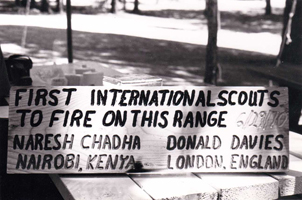 FIRST INTERNATIONAL SCOUTS
TO FIRE ON THIS RANGE
NARESH CHADHA DONALD DAVIES
NAIROBI, KENYA LONDON, ENGLAND